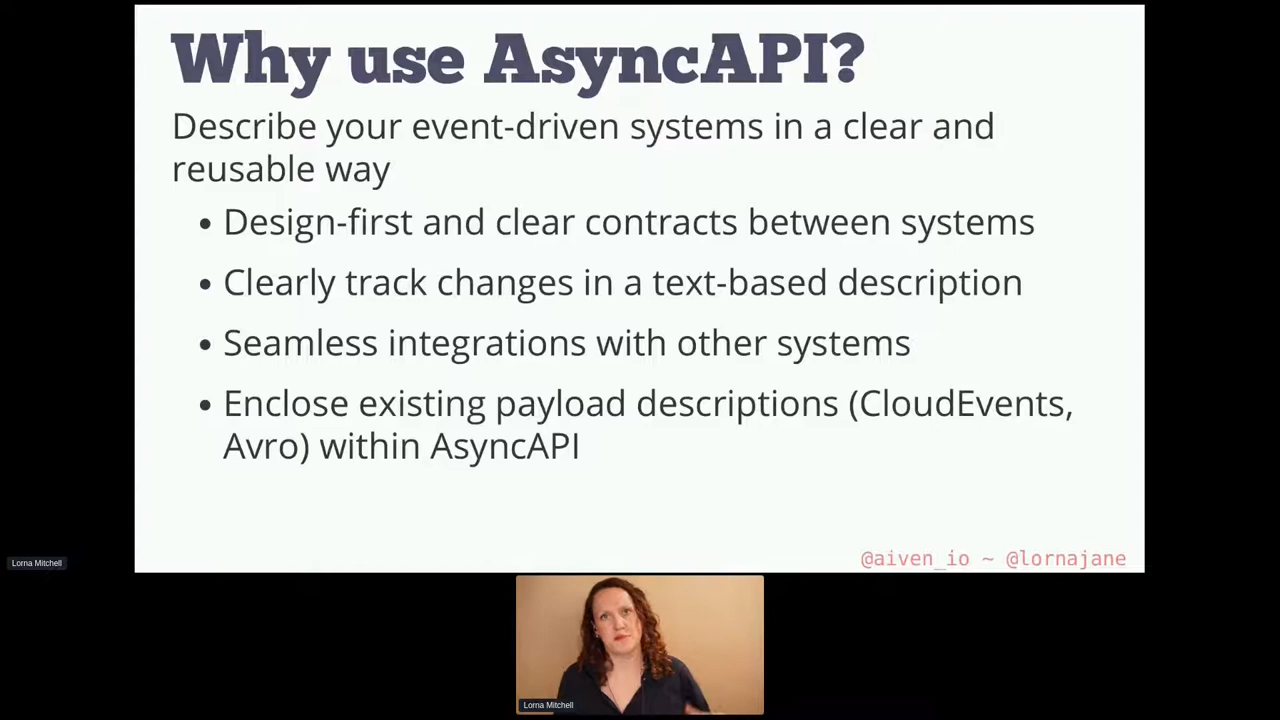 Why use AsyncAPI?
Describe your event-driven systems in a clear and
reusable way
• Design-first and clear contracts between systems
• Clearly track changes in a text-based description
• Seamless integrations with other systems
• Enclose existing payload descriptions (CloudEvents,
Avro) within AsyncAPI
@aiven_io ~ @lornajane
Lorna Mitchell
Lorna Mitchell